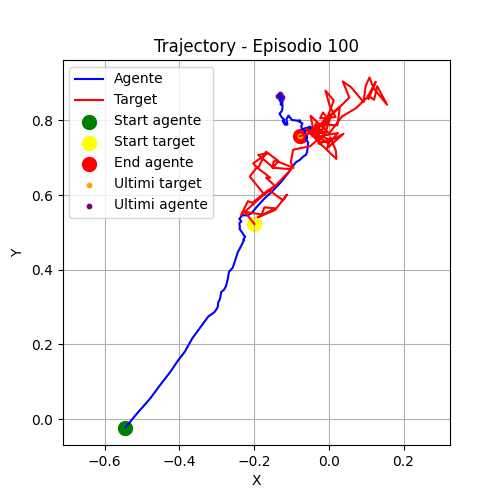 Trajectory - Episodio 100
Agente
Target
Start agente
Start target
End agente
Ultimi target
Ultimi agente
Y
0.8
0.6
0.4
0.2
0.0
−0.6 −0.4 −0.2 0.0 0.2
X